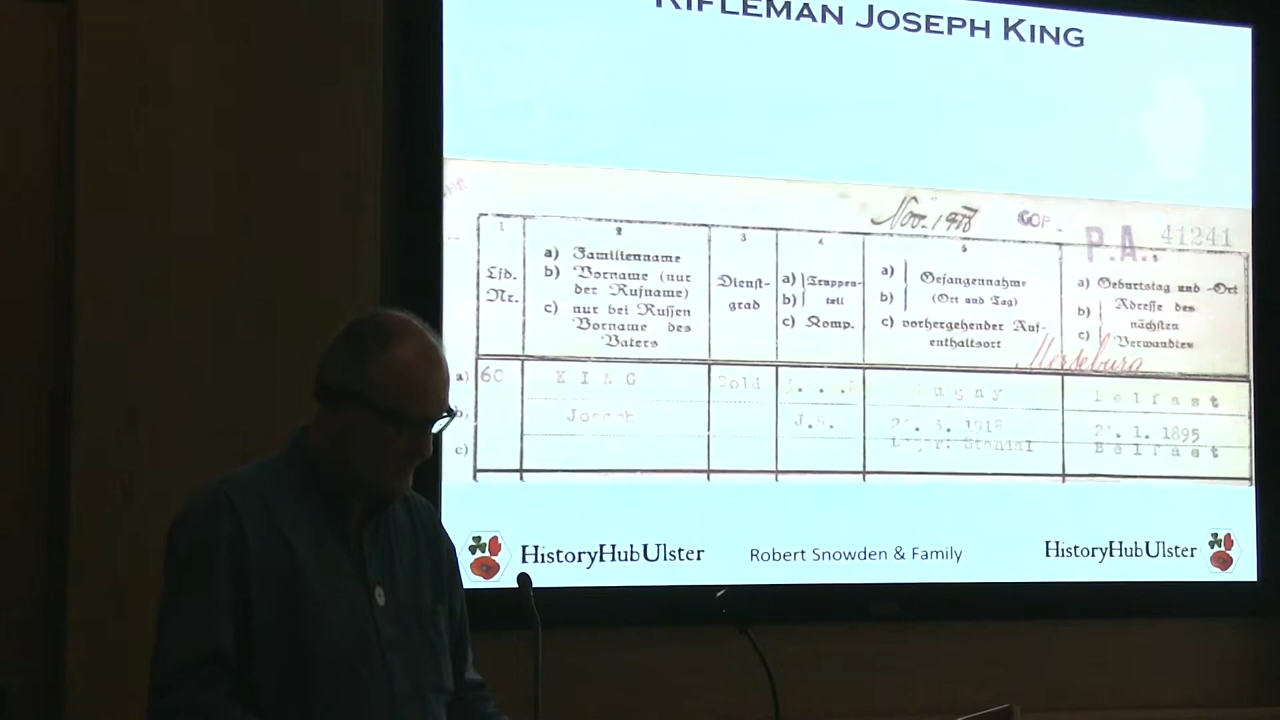 RIFLEMAN JOSEPH KING
Nov. 1918 COP.
P.A. 41241
1 2 3 4 5
Lfd. Nr.
a) Familienname
b) Vorname (nur der Rufname)
c) nur bei Russen Vorname des Vaters
Dienst-
grad
a) Truppen-
b) teil
c) Komp.
a) Gefangennahme
b) (Ort und Tag)
c) vorhergehender Auf-
enthaltsort
a) Geburtstag und -Ort
b) Adresse des
nächsten
c) Verwandten
Merseburg
a) 60 KING Sold Belfast
b) Joseph J.R. 1918 1. 1895
c) Belfast
HistoryHubUlster Robert Snowden & Family HistoryHubUlster